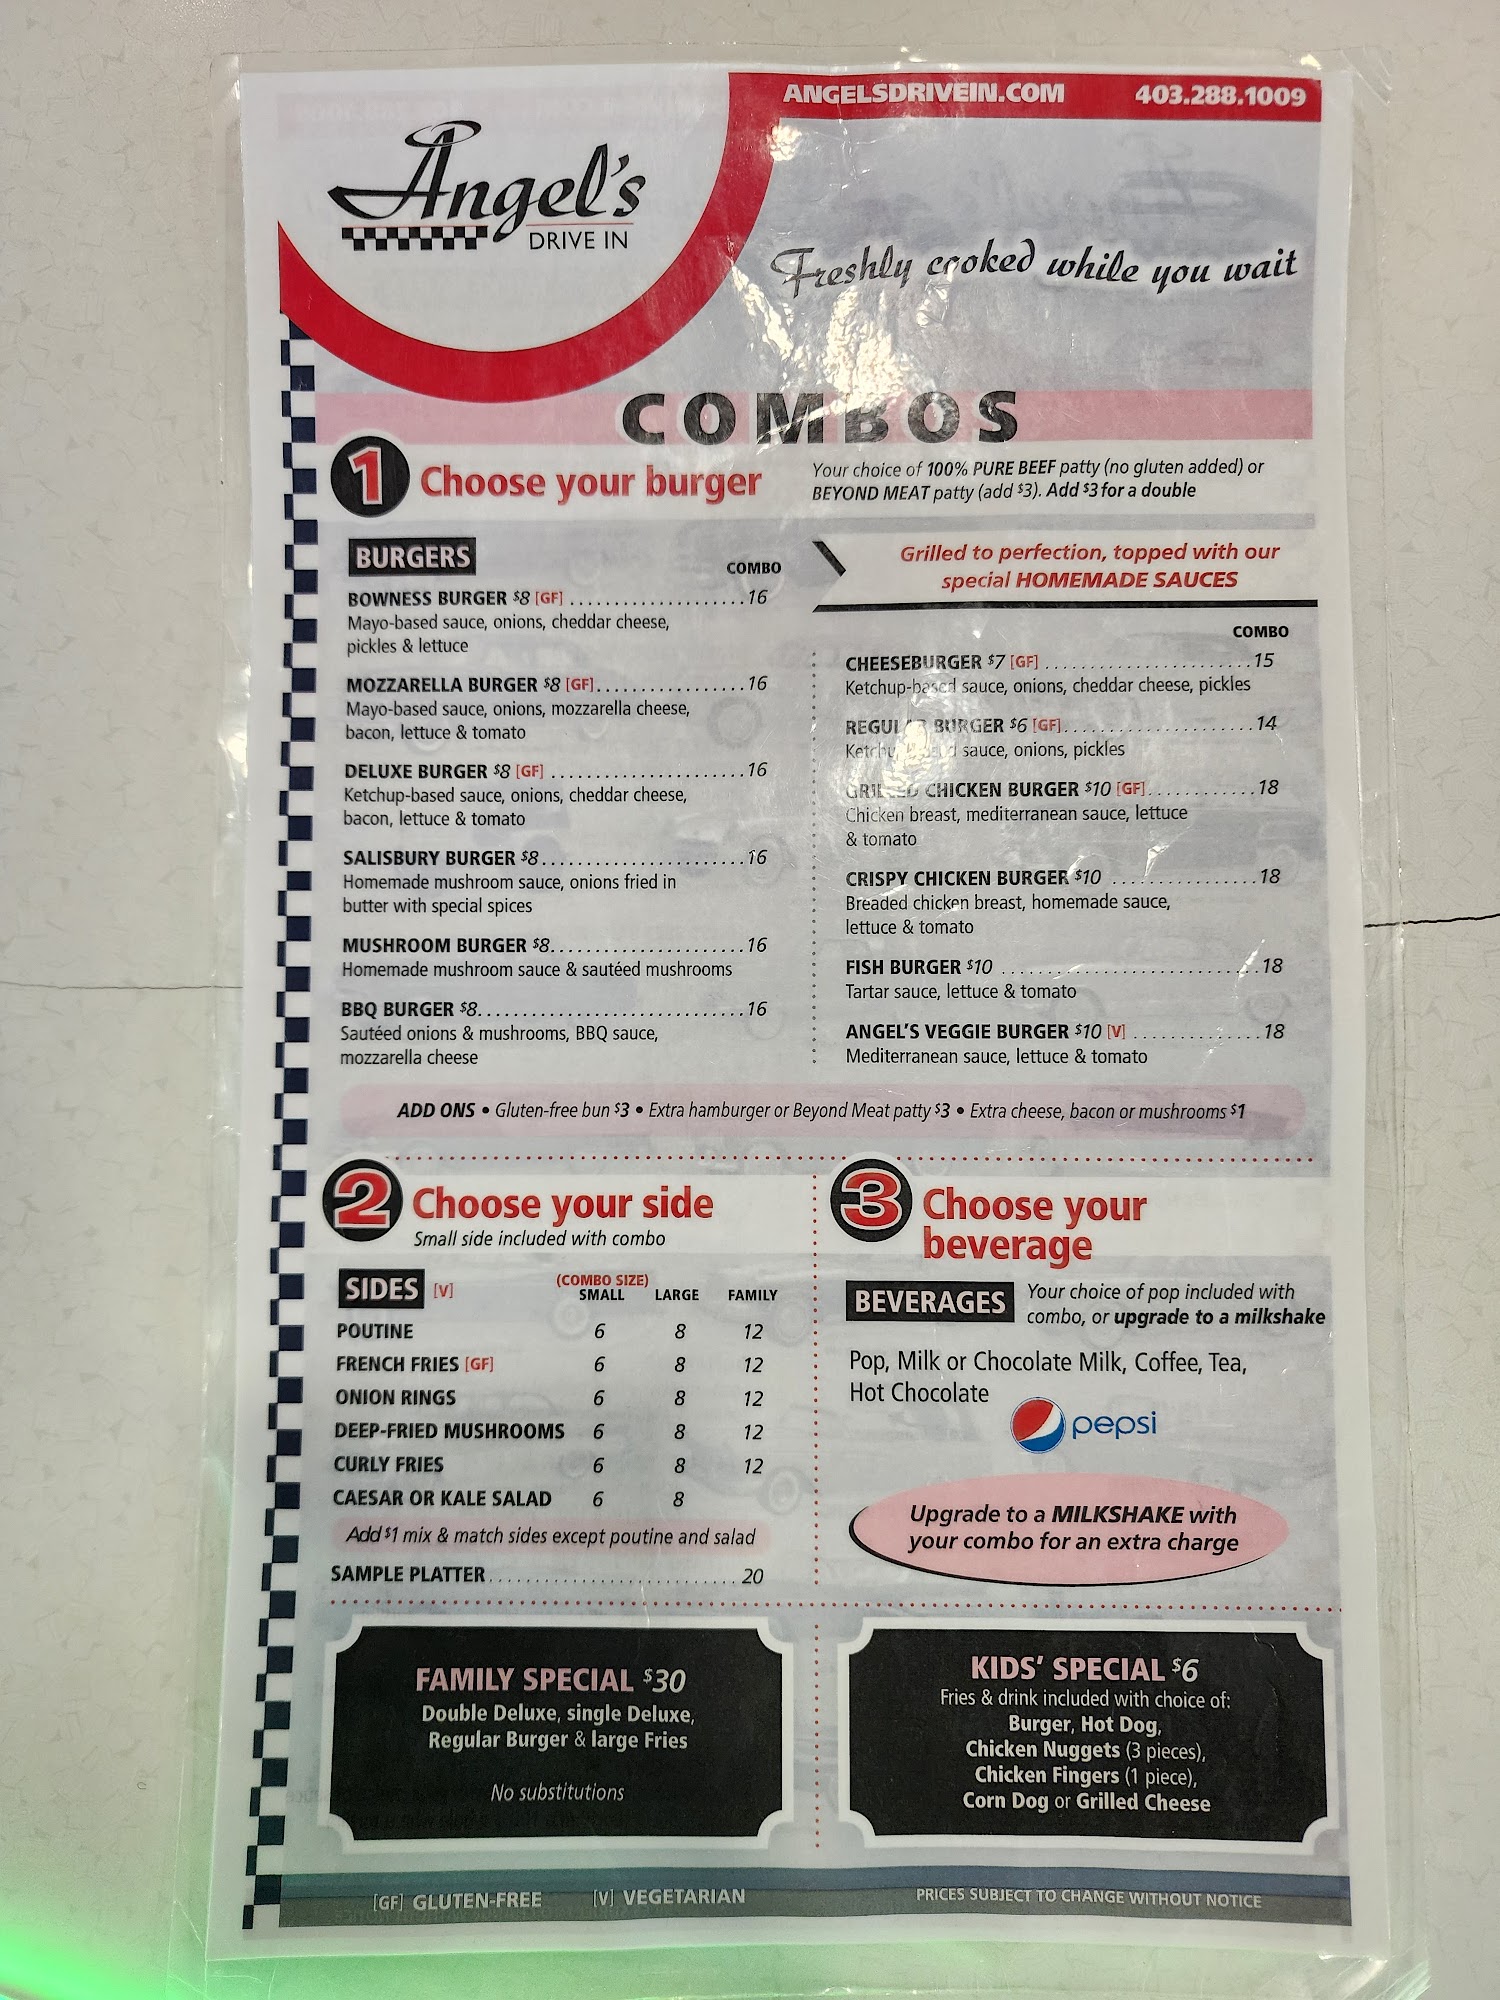 ANGELSDRIVEIN.COM 403.288.1009
Angel's
DRIVE IN
Freshly cooked while you wait
COMBOS
1 Choose your burger
Your choice of 100% PURE BEEF patty (no gluten added) or
BEYOND MEAT patty (add $3). Add $3 for a double
BURGERS
COMBO
BOWNESS BURGER $8 [GF] ....................16
Mayo-based sauce, onions, cheddar cheese,
pickles & lettuce
MOZZARELLA BURGER $8 [GF].................16
Mayo-based sauce, onions, mozzarella cheese,
bacon, lettuce & tomato
DELUXE BURGER $8 [GF] ......................16
Ketchup-based sauce, onions, cheddar cheese,
bacon, lettuce & tomato
SALISBURY BURGER $8.......................16
Homemade mushroom sauce, onions fried in
butter with special spices
MUSHROOM BURGER $8......................16
Homemade mushroom sauce & sautéed mushrooms
BBQ BURGER $8..............................16
Sautéed onions & mushrooms, BBQ sauce,
mozzarella cheese
Grilled to perfection, topped with our
special HOMEMADE SAUCES
COMBO
CHEESEBURGER $7 [GF] .......................15
Ketchup-based sauce, onions, cheddar cheese, pickles
REGULAR BURGER $6 [GF].....................14
Ketchup-based sauce, onions, pickles
GRILLED CHICKEN BURGER $10 [GF]............18
Chicken breast, mediterranean sauce, lettuce
& tomato
CRISPY CHICKEN BURGER $10 ................18
Breaded chicken breast, homemade sauce,
lettuce & tomato
FISH BURGER $10 ............................18
Tartar sauce, lettuce & tomato
ANGEL'S VEGGIE BURGER $10 [V] ..............18
Mediterranean sauce, lettuce & tomato
ADD ONS • Gluten-free bun $3 • Extra hamburger or Beyond Meat patty $3 • Extra cheese, bacon or mushrooms $1
2 Choose your side
Small side included with combo
SIDES [V]
(COMBO SIZE)
SMALL LARGE FAMILY
POUTINE 6 8 12
FRENCH FRIES [GF] 6 8 12
ONION RINGS 6 8 12
DEEP-FRIED MUSHROOMS 6 8 12
CURLY FRIES 6 8 12
CAESAR OR KALE SALAD 6 8
Add $1 mix & match sides except poutine and salad
SAMPLE PLATTER...........................20
3 Choose your
beverage
BEVERAGES
Your choice of pop included with
combo, or upgrade to a milkshake
Pop, Milk or Chocolate Milk, Coffee, Tea,
Hot Chocolate
pepsi
Upgrade to a MILKSHAKE with
your combo for an extra charge
FAMILY SPECIAL $30
Double Deluxe, single Deluxe,
Regular Burger & large Fries
No substitutions
KIDS' SPECIAL $6
Fries & drink included with choice of:
Burger, Hot Dog,
Chicken Nuggets (3 pieces),
Chicken Fingers (1 piece),
Corn Dog or Grilled Cheese
[GF] GLUTEN-FREE [V] VEGETARIAN PRICES SUBJECT TO CHANGE WITHOUT NOTICE